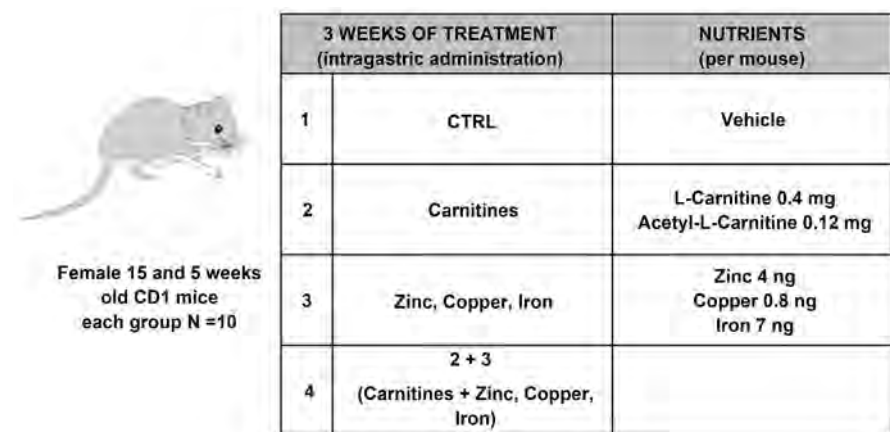 3 WEEKS OF TREATMENT
(intragastric administration)
NUTRIENTS
(per mouse)
1
CTRL
Vehicle
2
Carnitines
L-Carnitine 0.4 mg
Acetyl-L-Carnitine 0.12 mg
Female 15 and 5 weeks
old CD1 mice
each group N =10
3
Zinc, Copper, Iron
Zinc 4 ng
Copper 0.8 ng
Iron 7 ng
4
2 + 3
(Carnitines + Zinc, Copper,
Iron)